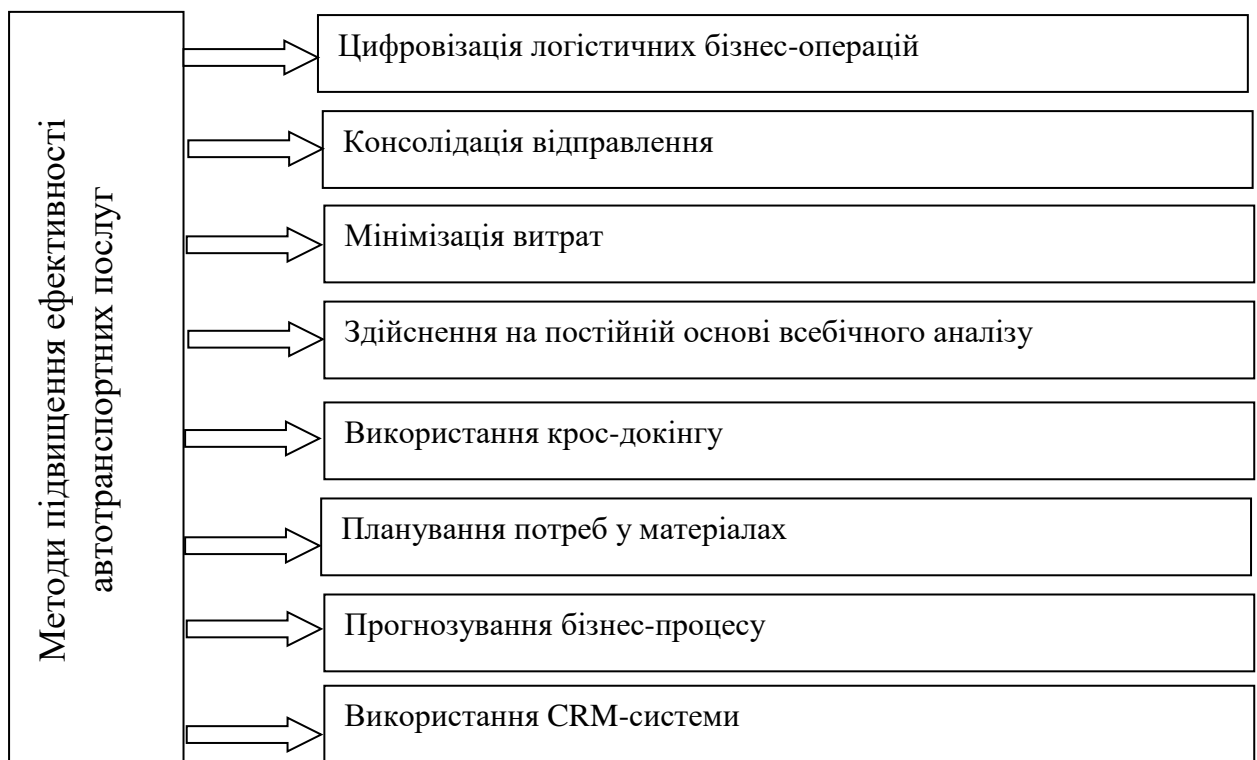 Методи підвищення ефективності
автотранспортних послуг
Цифровізація логістичних бізнес-операцій
Консолідація відправлення
Мінімізація витрат
Здійснення на постійній основі всебічного аналізу
Використання крос-докінгу
Планування потреб у матеріалах
Прогнозування бізнес-процесу
Використання CRM-системи